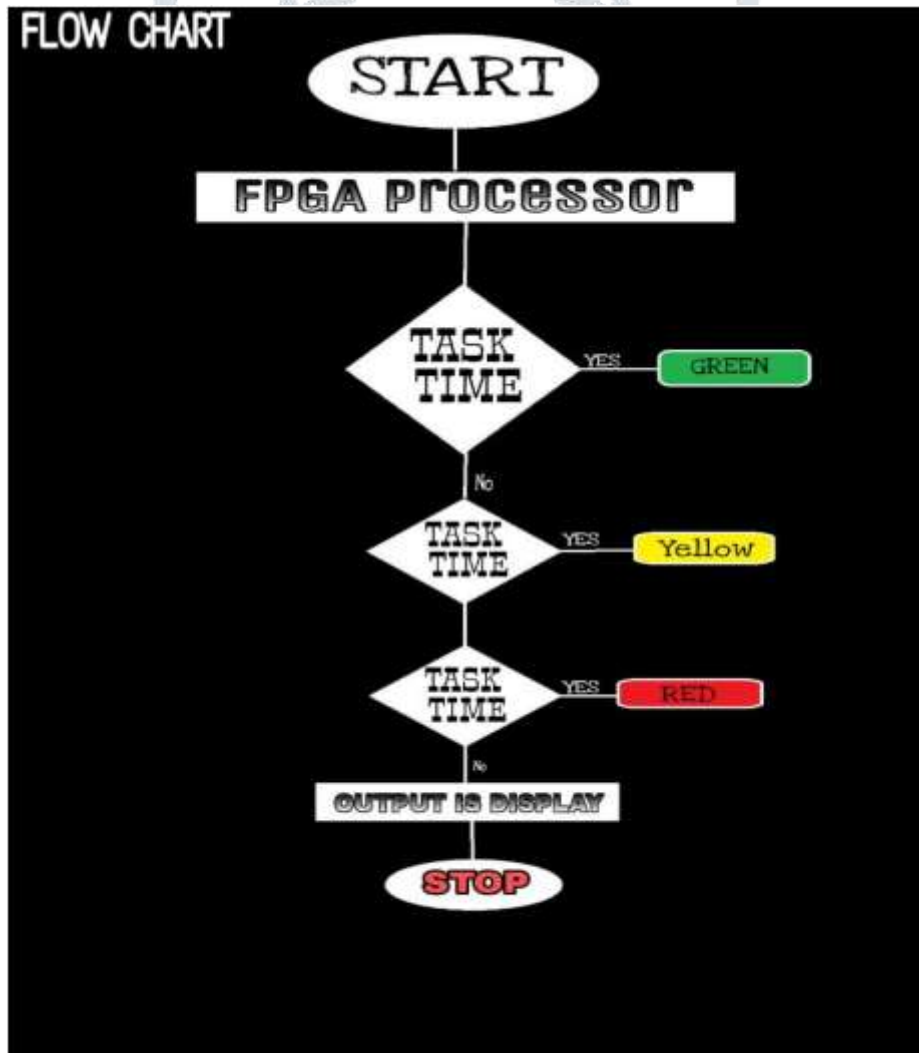 FLOW CHART
START
FPGA Processor
TASK
TIME
YES
GREEN
No
TASK
TIME
YES
Yellow
TASK
TIME
YES
RED
No
OUTPUT IS DISPLAY
STOP